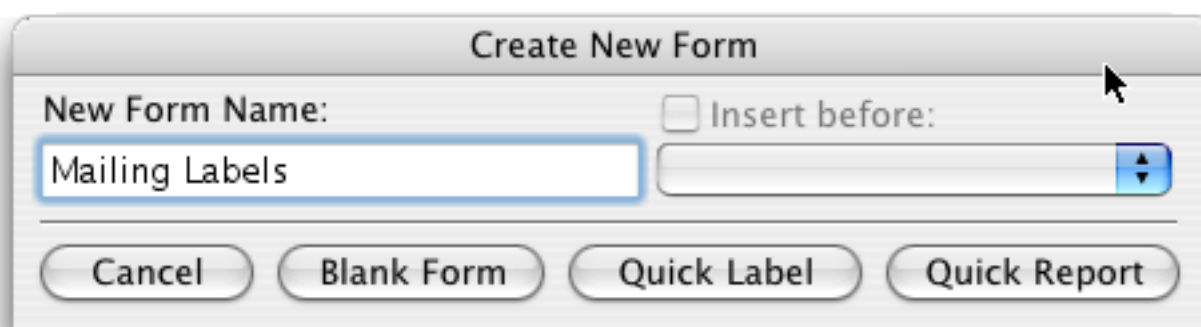 Create New Form
New Form Name:
Insert before:
Mailing Labels
Cancel
Blank Form
Quick Label
Quick Report